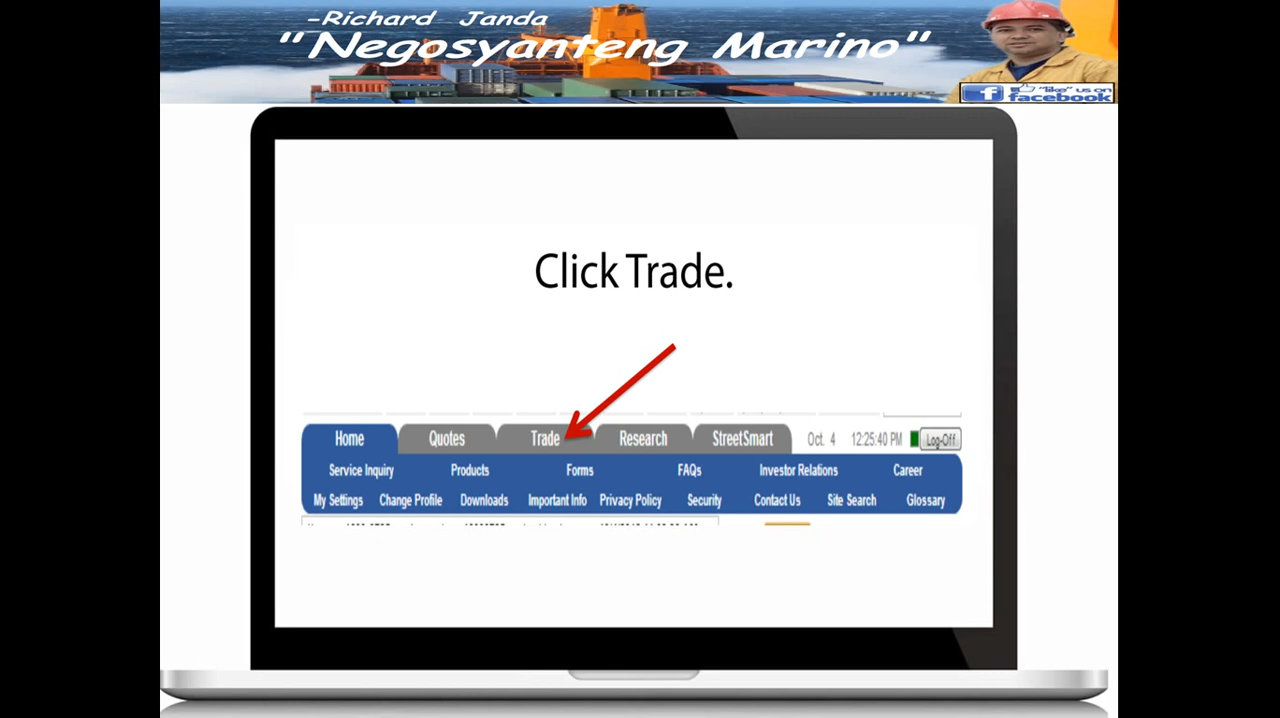 -Richard Janda
"Negosyanteng Marino"
"like" us on
facebook
Click Trade.
Home Quotes Trade Research StreetSmart Oct. 4 12:25:40 PM Log-Off
Service Inquiry Products Forms FAQs Investor Relations Career
My Settings Change Profile Downloads Important Info Privacy Policy Security Contact Us Site Search Glossary